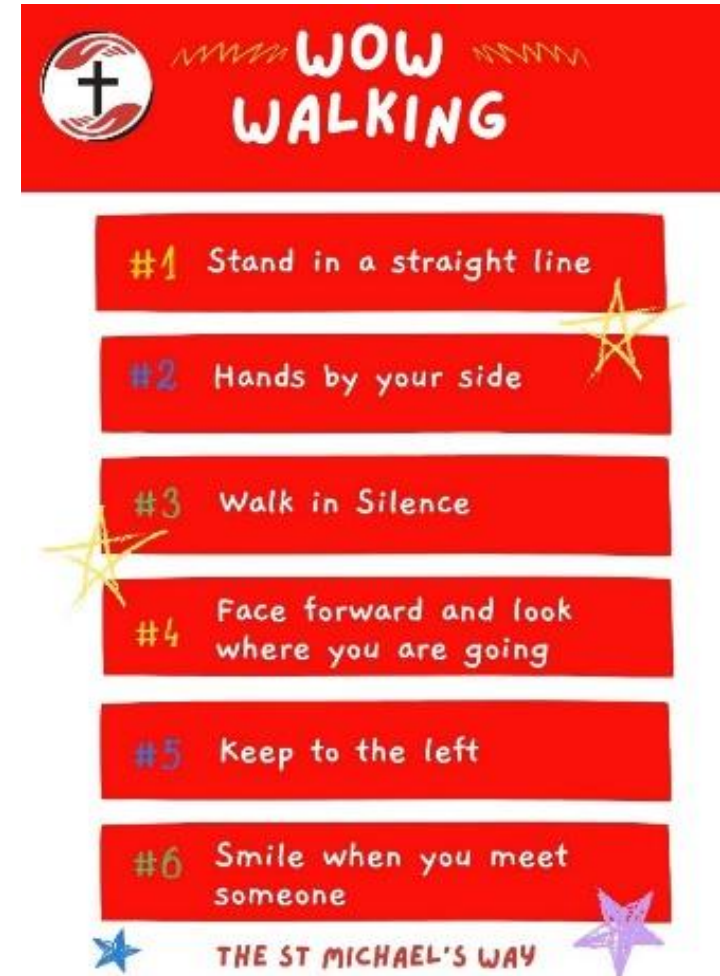 WOW
WALKING
#1 Stand in a straight line
#2 Hands by your side
#3 Walk in Silence
#4 Face forward and look
where you are going
#5 Keep to the left
#6 Smile when you meet
someone
THE ST MICHAEL'S WAY